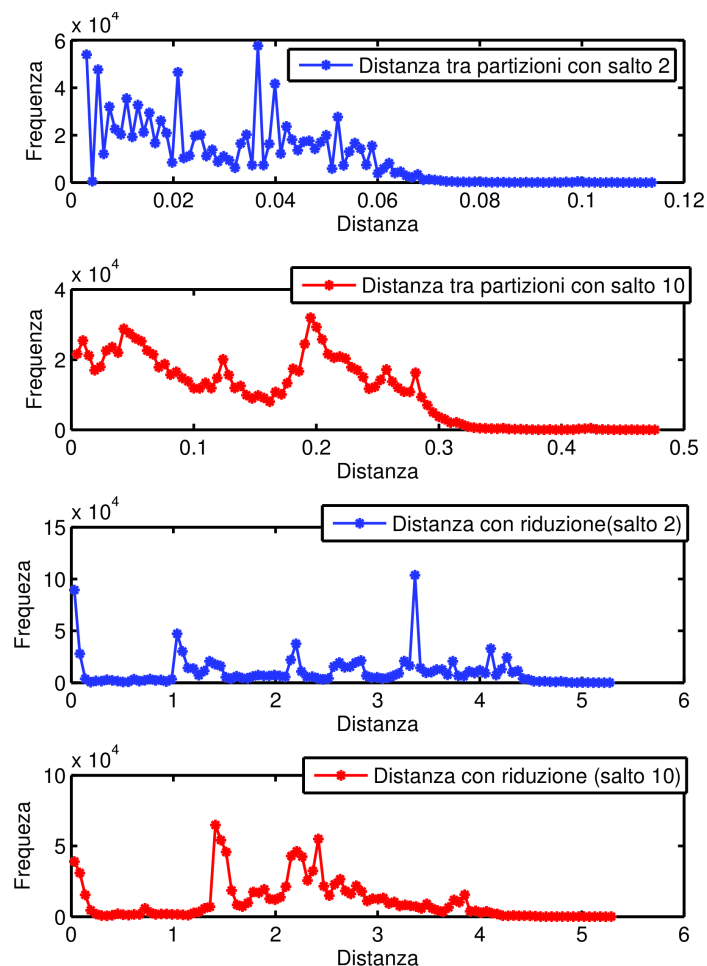 x 10^4
6
4
2
0
Frequenza
Distanza tra partizioni con salto 2
0 0.02 0.04 0.06 0.08 0.1 0.12
Distanza
x 10^4
4
2
0
Frequenza
Distanza tra partizioni con salto 10
0 0.1 0.2 0.3 0.4 0.5
Distanza
x 10^4
15
10
5
0
Frequeza
Distanza con riduzione(salto 2)
0 1 2 3 4 5 6
Distanza
x 10^4
10
5
0
Frequeza
Distanza con riduzione (salto 10)
0 1 2 3 4 5 6
Distanza